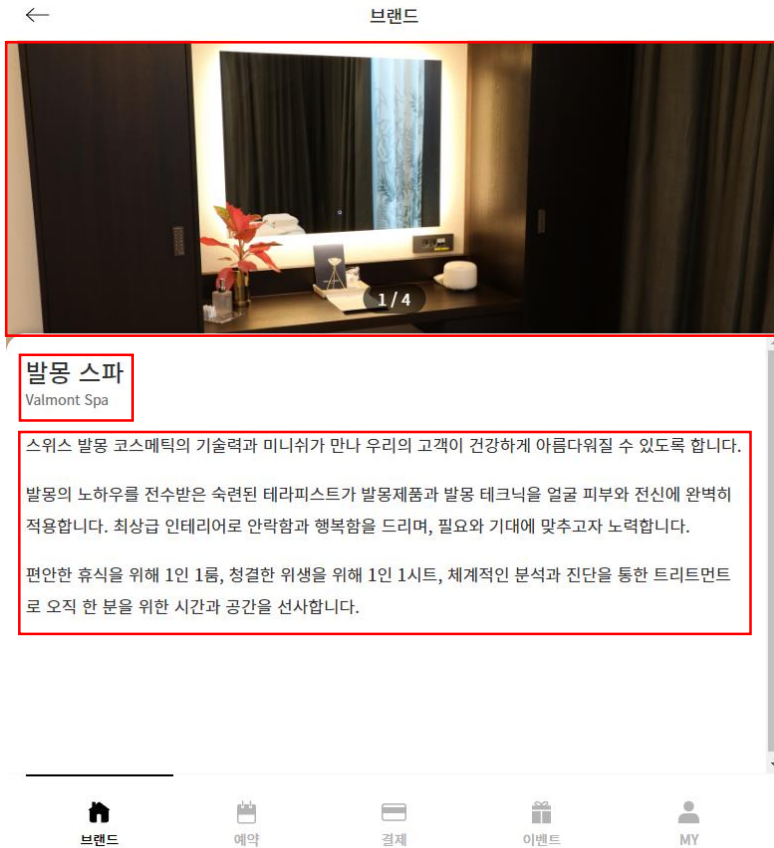 브랜드
1/4
발몽 스파
Valmont Spa
스위스 발몽 코스메틱의 기술력과 미니쉬가 만나 우리의 고객이 건강하게 아름다워질 수 있도록 합니다.
발몽의 노하우를 전수받은 숙련된 테라피스트가 발몽제품과 발몽 테크닉을 얼굴 피부와 전신에 완벽히
적용합니다. 최상급 인테리어로 안락함과 행복함을 드리며, 필요와 기대에 맞추고자 노력합니다.
편안한 휴식을 위해 1인 1룸, 청결한 위생을 위해 1인 1시트, 체계적인 분석과 진단을 통한 트리트먼트
로 오직 한 분을 위한 시간과 공간을 선사합니다.
브랜드 예약 결제 이벤트 MY